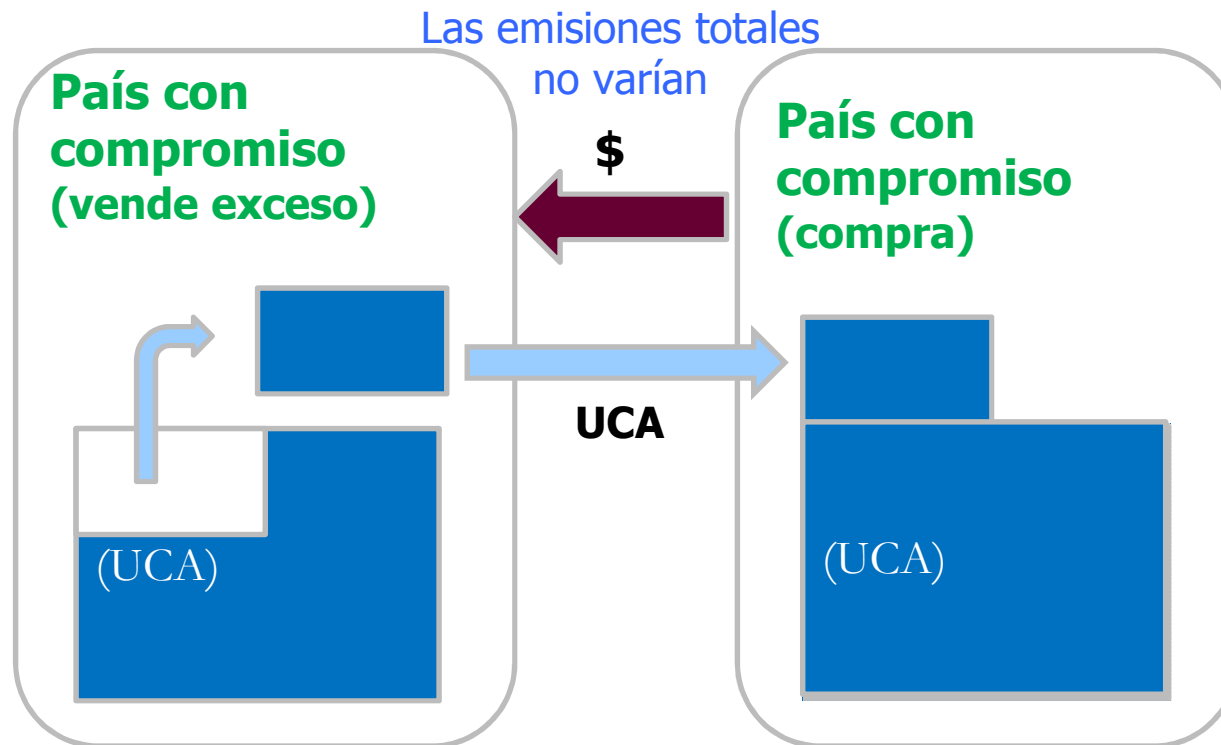 Las emisiones totales
no varían
País con
compromiso
(vende exceso)
$
País con
compromiso
(compra)
UCA
(UCA)
(UCA)